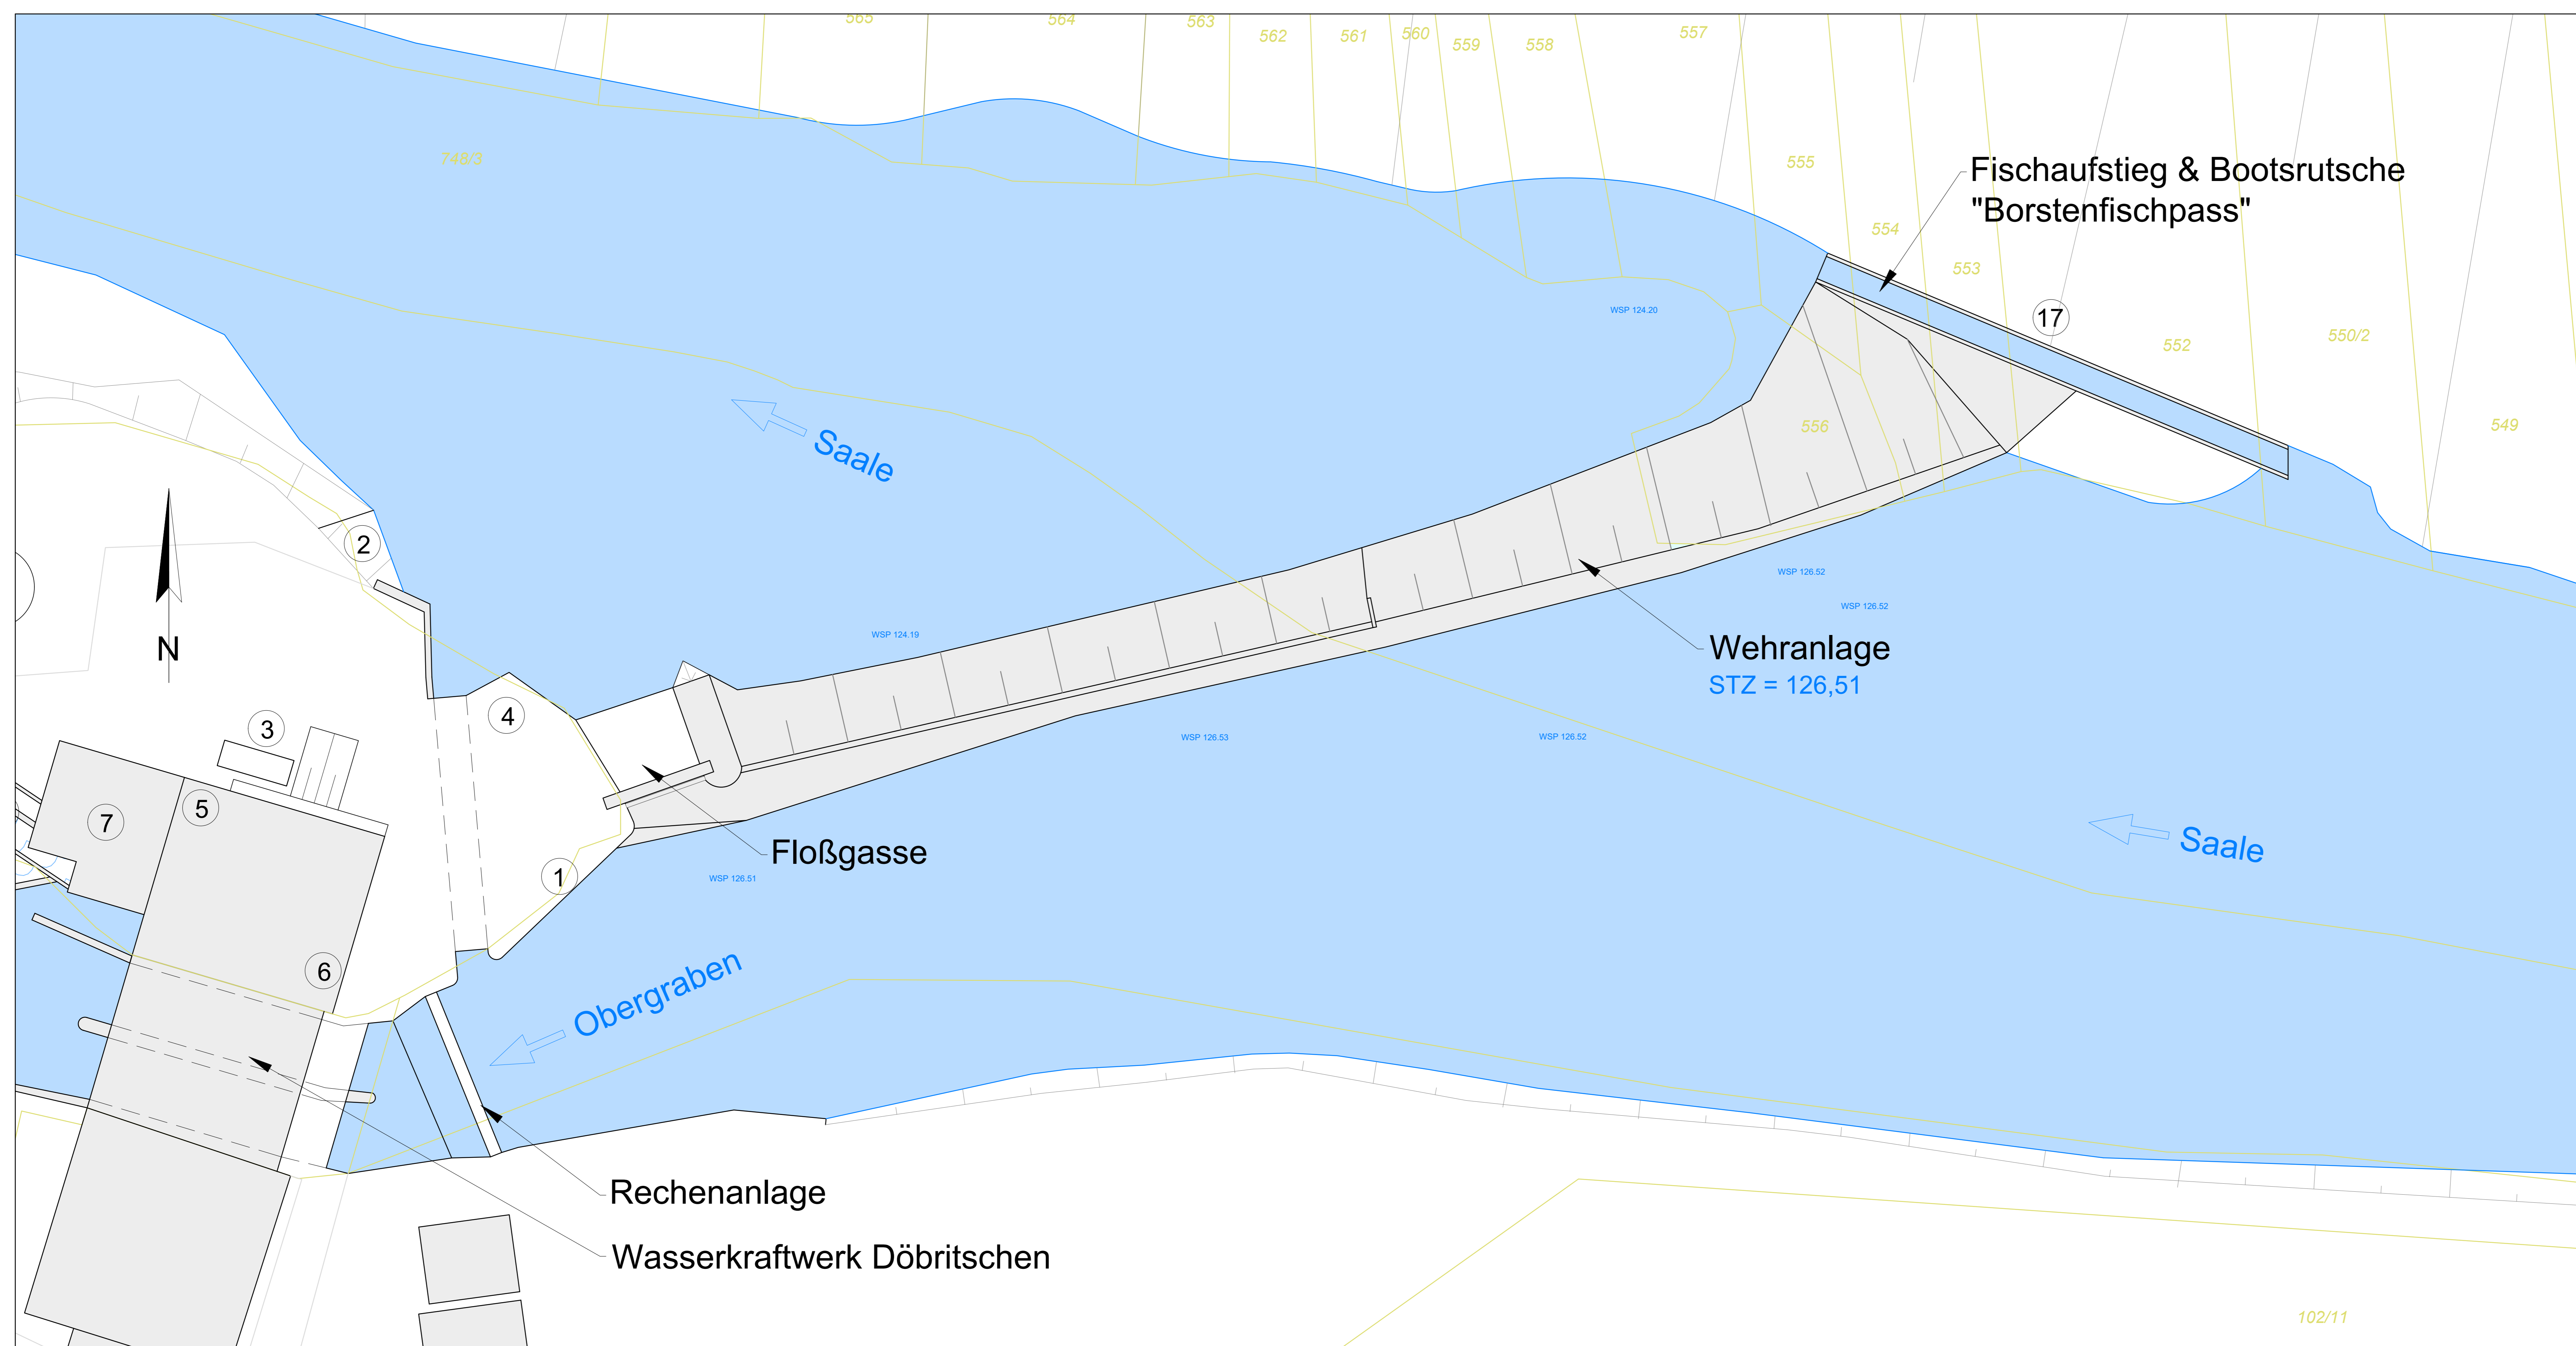 565
564
563
562
561
560
559
558
557
748/3
555
Fischaufstieg & Bootsrutsche
"Borstenfischpass"
554
553
17
WSP 124.20
552
550/2
549
556
Saale
2
N
WSP 124.19
WSP 126.52
WSP 126.52
Wehranlage
STZ = 126,51
4
3
WSP 126.53
WSP 126.52
5
7
Floßgasse
Saale
1
WSP 126.51
6
Obergraben
Rechenanlage
Wasserkraftwerk Döbritschen
102/11